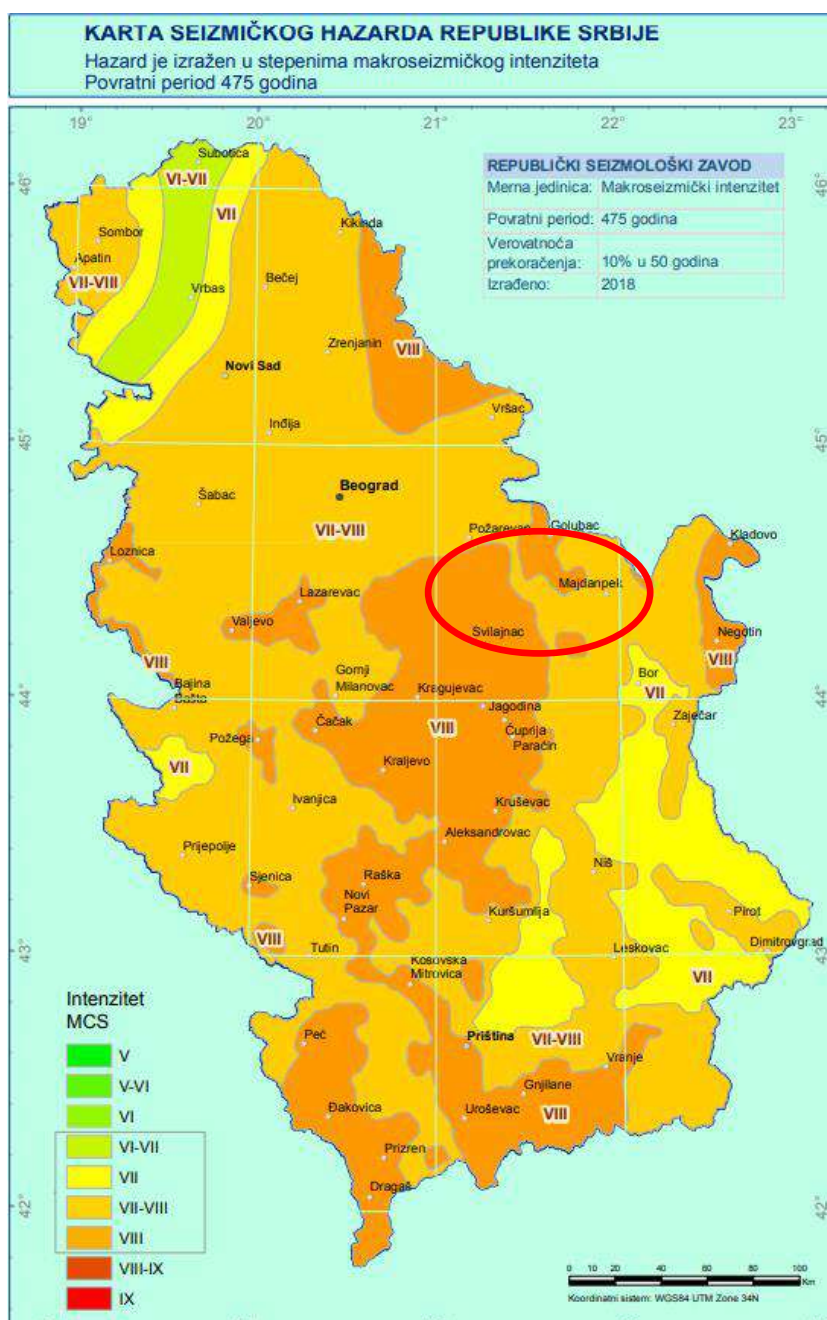 KARTA SEIZMIČKOG HAZARDA REPUBLIKE SRBIJE
Hazard je izražen u stepenima makroseizmičkog intenziteta
Povratni period 475 godina
19° 20° 21° 22° 23°
46° 46°
REPUBLIČKI SEIZMOLOŠKI ZAVOD
Merna jedinica: Makroseizmički intenzitet
Povratni period: 475 godina
Verovatnoća
prekoračenja: 10% u 50 godina
Izrađeno: 2018
Subotica
VI-VII
VII
Kikinda
Sombor
Apatin
VII-VIII
Vrbas
Bečej
Zrenjanin
VIII
Novi Sad
Vršac
Inđija
45° 45°
Beograd
Šabac
VII-VIII
Požarevac
Golubac
Kladovo
Loznica
Majdanpek
Lazarevac
Valjevo
Svilajnac
Negotin
VIII
VIII
Gornji
Milanovac
Bor
VII
Bajina
Bašta
Kragujevac
44° 44°
Jagodina
Zaječar
Čačak
VIII
Ćuprija
Paraćin
Požega
VII
Kraljevo
Ivanjica
Kruševac
Aleksandrovac
Prijepolje
Niš
Sjenica
Raška
Novi
Pazar
Kuršumlija
Pirot
VIII
Tutin
Leskovac
Dimitrovgrad
43° 43°
Kosovska
Mitrovica
VII
Peč
Priština
VII-VIII
Vranje
Gnjilane
Đakovica
Uroševac
VIII
Prizren
Dragaš
42° 42°
Intenzitet
MCS
V
V-VI
VI
VI-VII
VII
VII-VIII
VIII
VIII-IX
IX
0 10 20 40 60 80 100
Km
Koordinatni sistem: WGS84 UTM Zone 34N